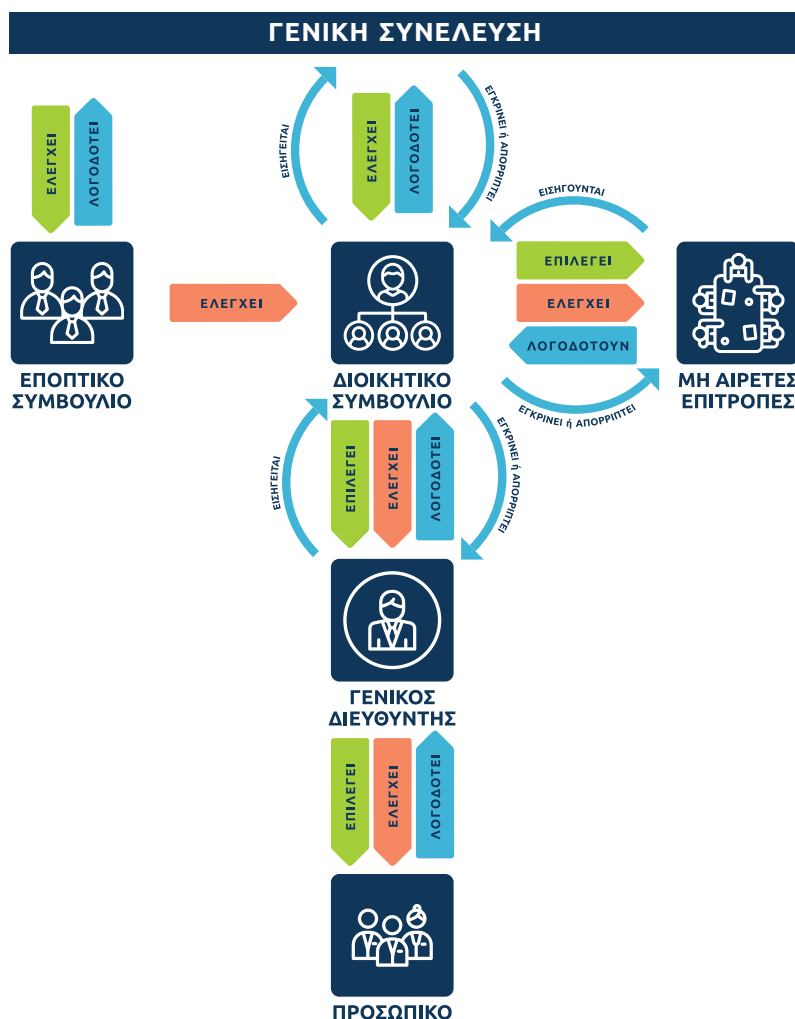 ΓΕΝΙΚΗ ΣΥΝΕΛΕΥΣΗ
ΕΛΕΓΧΕΙ
ΛΟΓΟΔΟΤΕΙ
ΕΙΣΗΓΕΙΤΑΙ
ΕΛΕΓΧΕΙ
ΛΟΓΟΔΟΤΕΙ
ΕΓΚΡΙΝΕΙ ή ΑΠΟΡΡΙΠΤΕΙ
ΕΙΣΗΓΟΥΝΤΑΙ
ΕΠΙΛΕΓΕΙ
ΕΛΕΓΧΕΙ
ΕΛΕΓΧΕΙ
ΛΟΓΟΔΟΤΟΥΝ
ΕΓΚΡΙΝΕΙ ή ΑΠΟΡΡΙΠΤΕΙ
ΕΠΟΠΤΙΚΟ
ΣΥΜΒΟΥΛΙΟ
ΔΙΟΙΚΗΤΙΚΟ
ΣΥΜΒΟΥΛΙΟ
ΜΗ ΑΙΡΕΤΕΣ
ΕΠΙΤΡΟΠΕΣ
ΕΙΣΗΓΕΙΤΑΙ
ΕΠΙΛΕΓΕΙ
ΕΛΕΓΧΕΙ
ΛΟΓΟΔΟΤΕΙ
ΕΓΚΡΙΝΕΙ ή ΑΠΟΡΡΙΠΤΕΙ
ΓΕΝΙΚΟΣ
ΔΙΕΥΘΥΝΤΗΣ
ΕΠΙΛΕΓΕΙ
ΕΛΕΓΧΕΙ
ΛΟΓΟΔΟΤΕΙ
ΠΡΟΣΩΠΙΚΟ